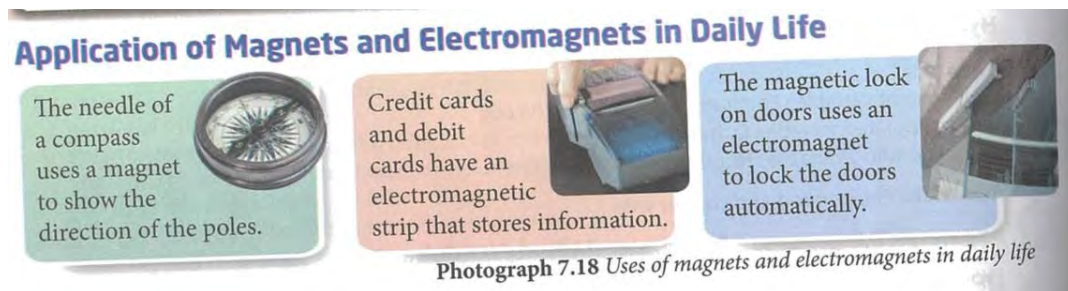 Application of Magnets and Electromagnets in Daily Life
The needle of
a compass
uses a magnet
to show the
direction of the poles.
Credit cards
and debit
cards have an
electromagnetic
strip that stores information.
The magnetic lock
on doors uses an
electromagnet
to lock the doors
automatically.
Photograph 7.18 Uses of magnets and electromagnets in daily life